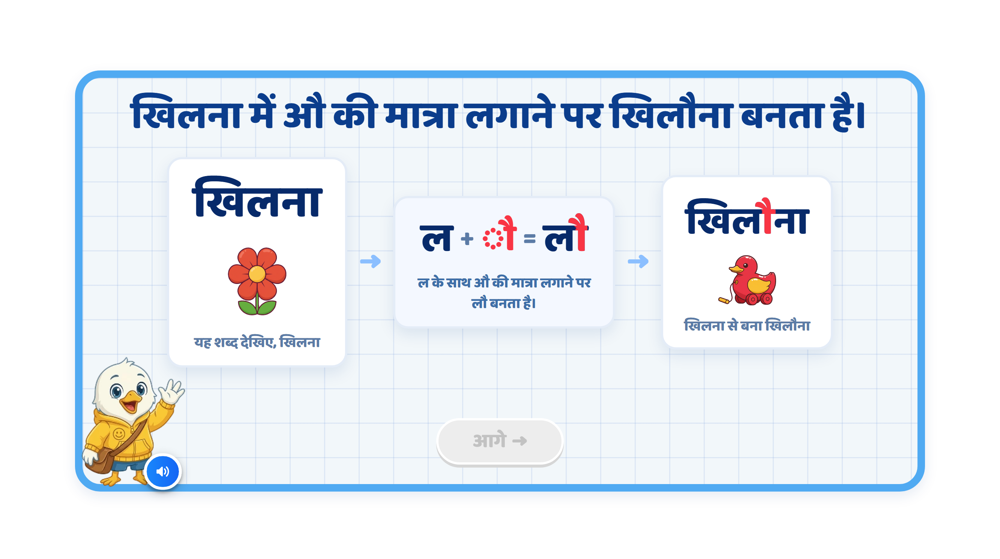 खिलना में औ की मात्रा लगाने पर खिलौना बनता है।
खिलना
यह शब्द देखिए, खिलना
→
ल + ौ = लौ
ल के साथ औ की मात्रा लगाने पर
लौ बनता है।
→
खिलौना
खिलना से बना खिलौना
आगे →